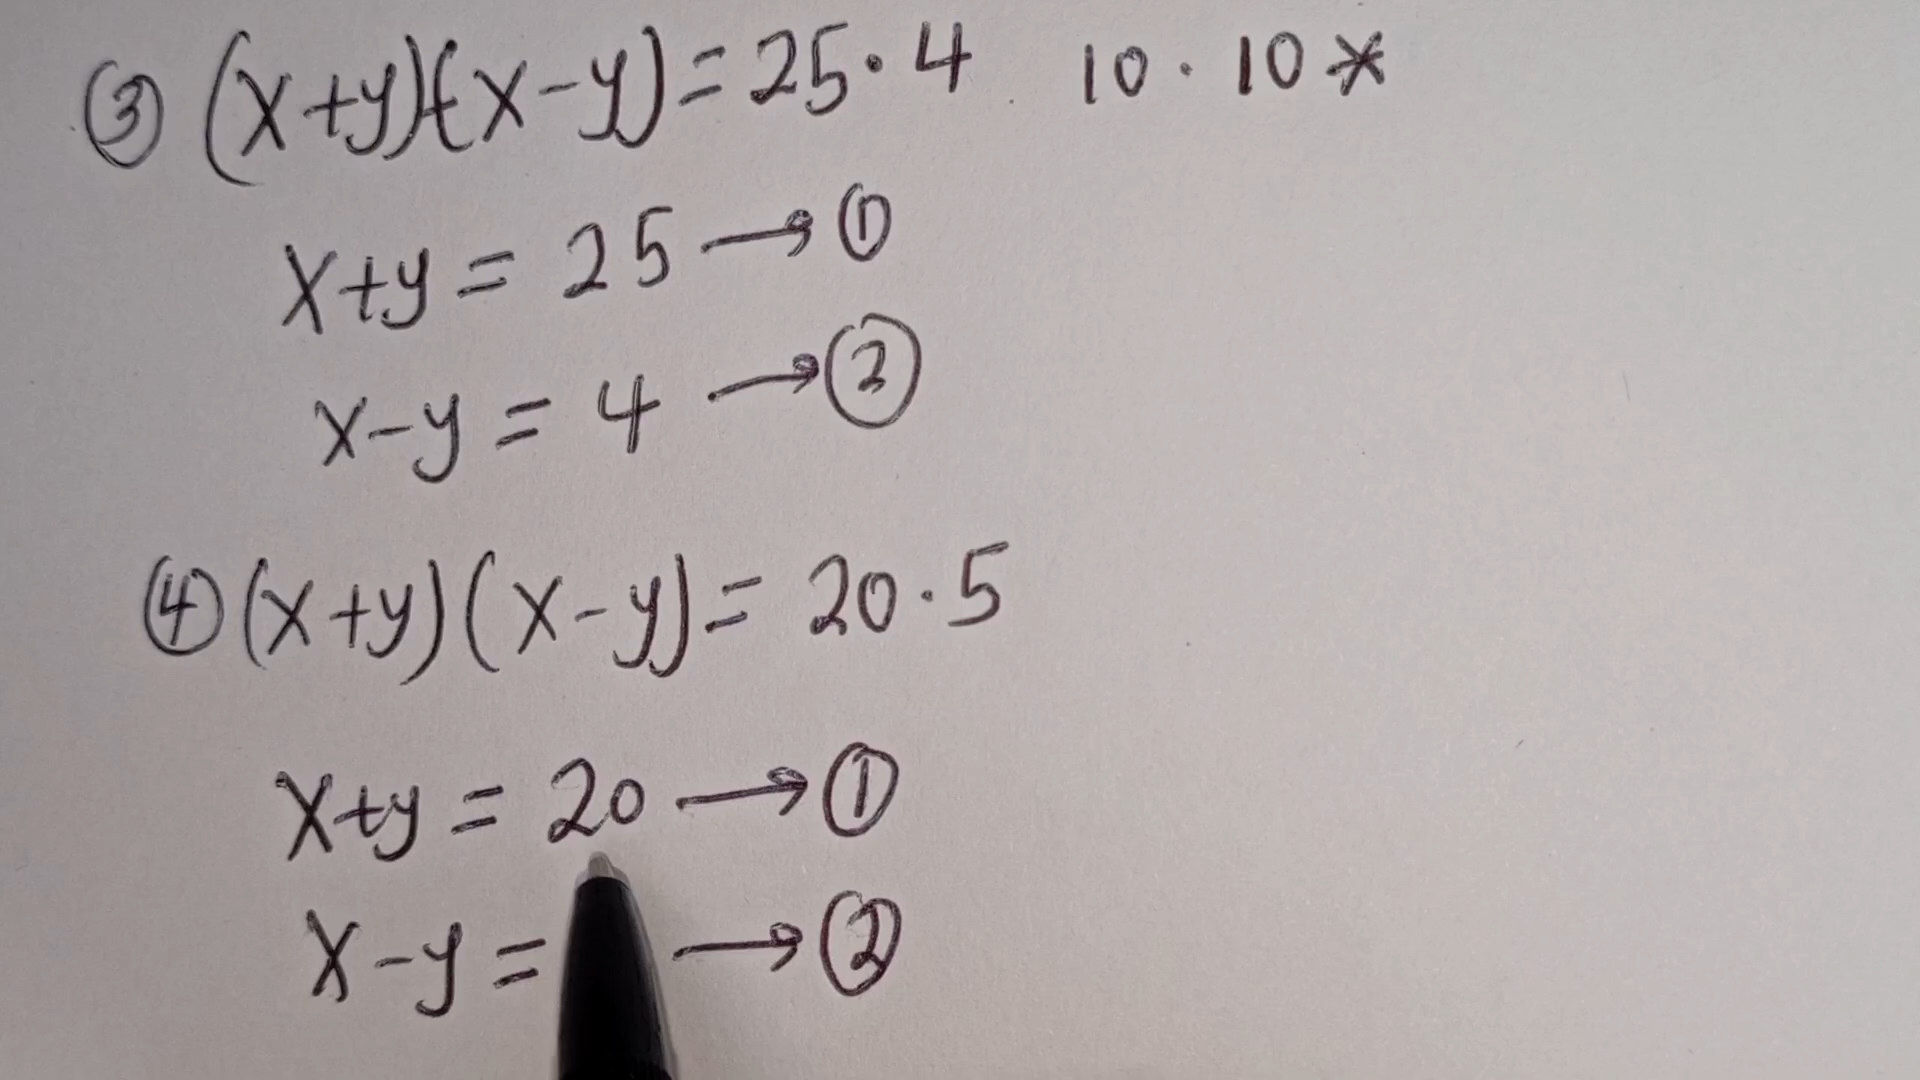 ③ (x+y)(x-y) = 25·4 10·10 *
x+y = 25 → ①
x-y = 4 → ②
④ (x+y)(x-y) = 20·5
x+y = 20 → ①
x-y = → ②